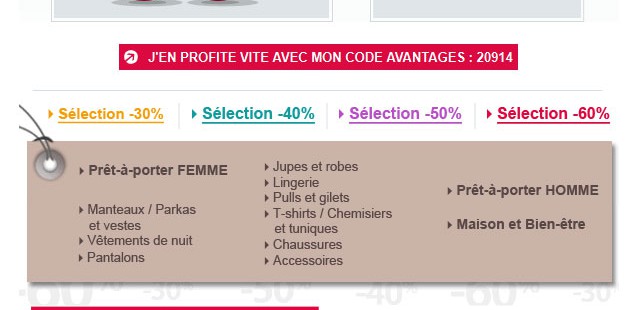 J'EN PROFITE VITE AVEC MON CODE AVANTAGES : 20914
Sélection -30%
Sélection -40%
Sélection -50%
Sélection -60%
Prêt-à-porter FEMME
Manteaux / Parkas
et vestes
Vêtements de nuit
Pantalons
Jupes et robes
Lingerie
Pulls et gilets
T-shirts / Chemisiers
et tuniques
Chaussures
Accessoires
Prêt-à-porter HOMME
Maison et Bien-être
-60% -30% -50% -40% -60% -30%